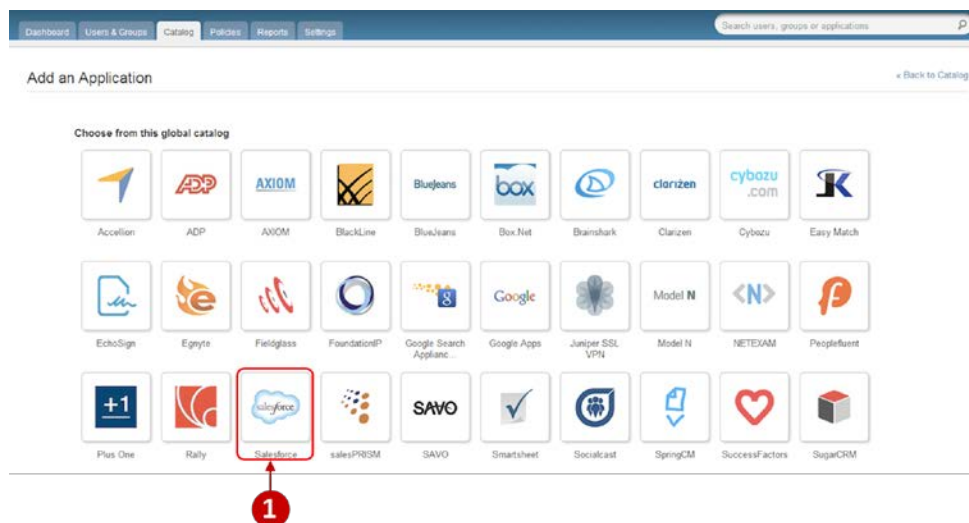 Dashboard Users & Groups Catalog Policies Reports Settings
Search users, groups or applications
Add an Application
« Back to Catalog
Choose from this global catalog
ADP AXIOM BlueJeans box clarizen cybozu
.com K
Accellion ADP AXIOM BlackLine BlueJeans Box.Net Brainshark Clarizen Cybozu Easy Match
e 8 Google Model N <N>
EchoSign Egnyte Fieldglass FoundationIP Google Search Google Apps Juniper SSL Model N NETEXAM Peoplefluent
Applianc... VPN
+1 salesforce SAVO
Plus One Rally Salesforce salesPRISM SAVO Smartsheet Socialcast SpringCM SuccessFactors SugarCRM
1